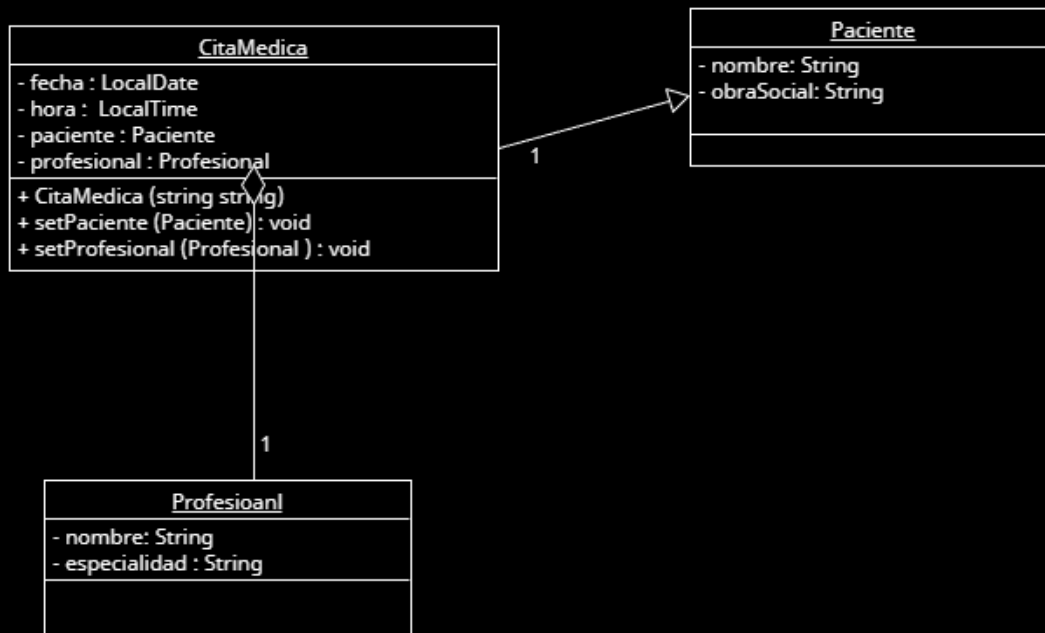 CitaMedica
- fecha : LocalDate
- hora :  LocalTime
- paciente : Paciente
- profesional : Profesional
+ CitaMedica (string string)
+ setPaciente (Paciente) : void
+ setProfesional (Profesional ) : void
Paciente
- nombre: String
- obraSocial: String
1
1
Profesioanl
- nombre: String
- especialidad : String